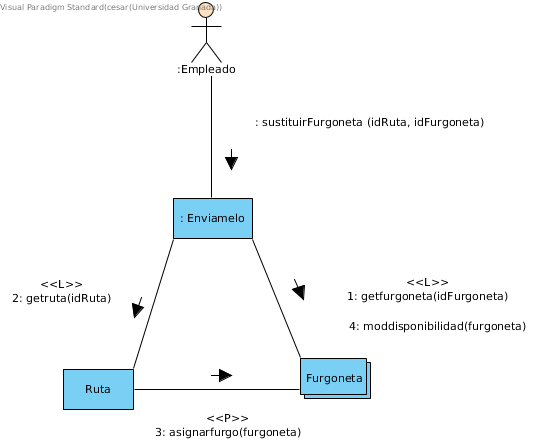 Visual Paradigm Standard(cesar(Universidad Granada))
:Empleado
: sustituirFurgoneta (idRuta, idFurgoneta)
: Enviamelo
<<L>>
2: getruta(idRuta)
<<L>>
1: getfurgoneta(idFurgoneta)
4: moddisponibilidad(furgoneta)
Ruta
Furgoneta
<<P>>
3: asignarfurgo(furgoneta)